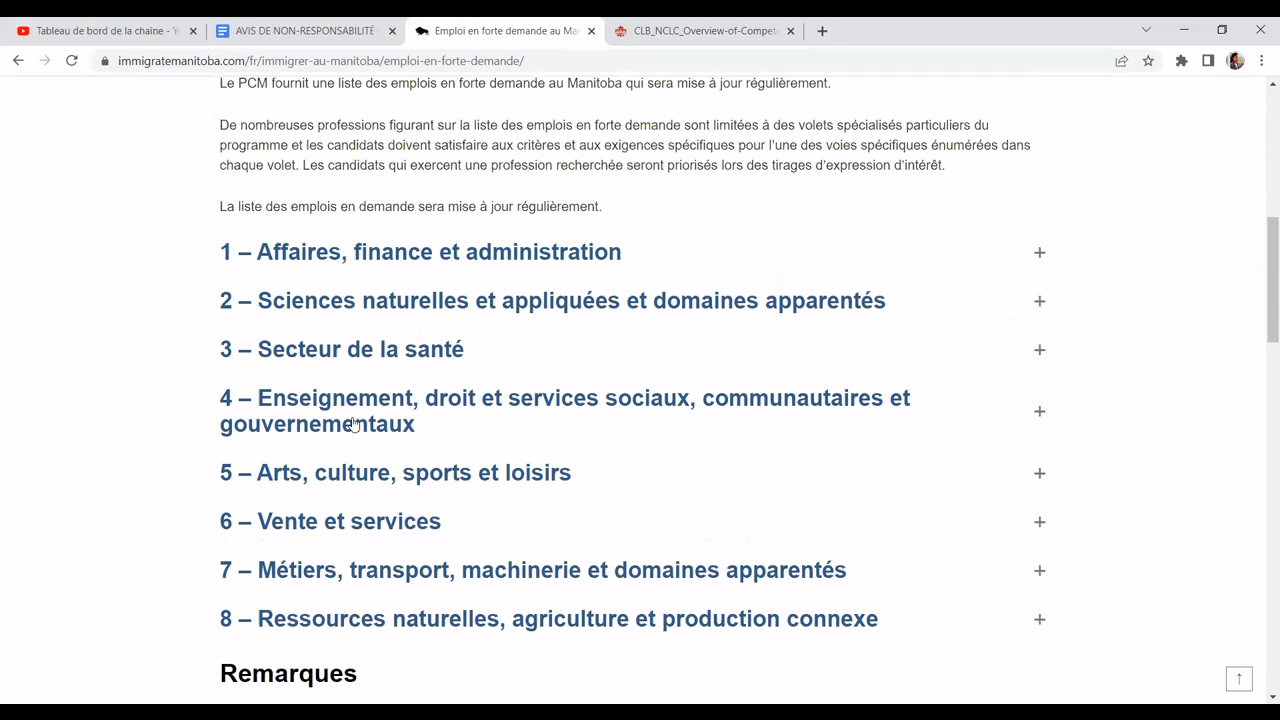 Tableau de bord de la chaîne - Y
AVIS DE NON-RESPONSABILITÉ
Emploi en forte demande au Ma
CLB_NCLC_Overview-of-Compet
immigratemanitoba.com/fr/immigrer-au-manitoba/emploi-en-forte-demande/
Le PCM fournit une liste des emplois en forte demande au Manitoba qui sera mise à jour régulièrement.
De nombreuses professions figurant sur la liste des emplois en forte demande sont limitées à des volets spécialisés particuliers du
programme et les candidats doivent satisfaire aux critères et aux exigences spécifiques pour l'une des voies spécifiques énumérées dans
chaque volet. Les candidats qui exercent une profession recherchée seront priorisés lors des tirages d'expression d'intérêt.
La liste des emplois en demande sera mise à jour régulièrement.
1 – Affaires, finance et administration +
2 – Sciences naturelles et appliquées et domaines apparentés +
3 – Secteur de la santé +
4 – Enseignement, droit et services sociaux, communautaires et
gouvernementaux +
5 – Arts, culture, sports et loisirs +
6 – Vente et services +
7 – Métiers, transport, machinerie et domaines apparentés +
8 – Ressources naturelles, agriculture et production connexe +
Remarques